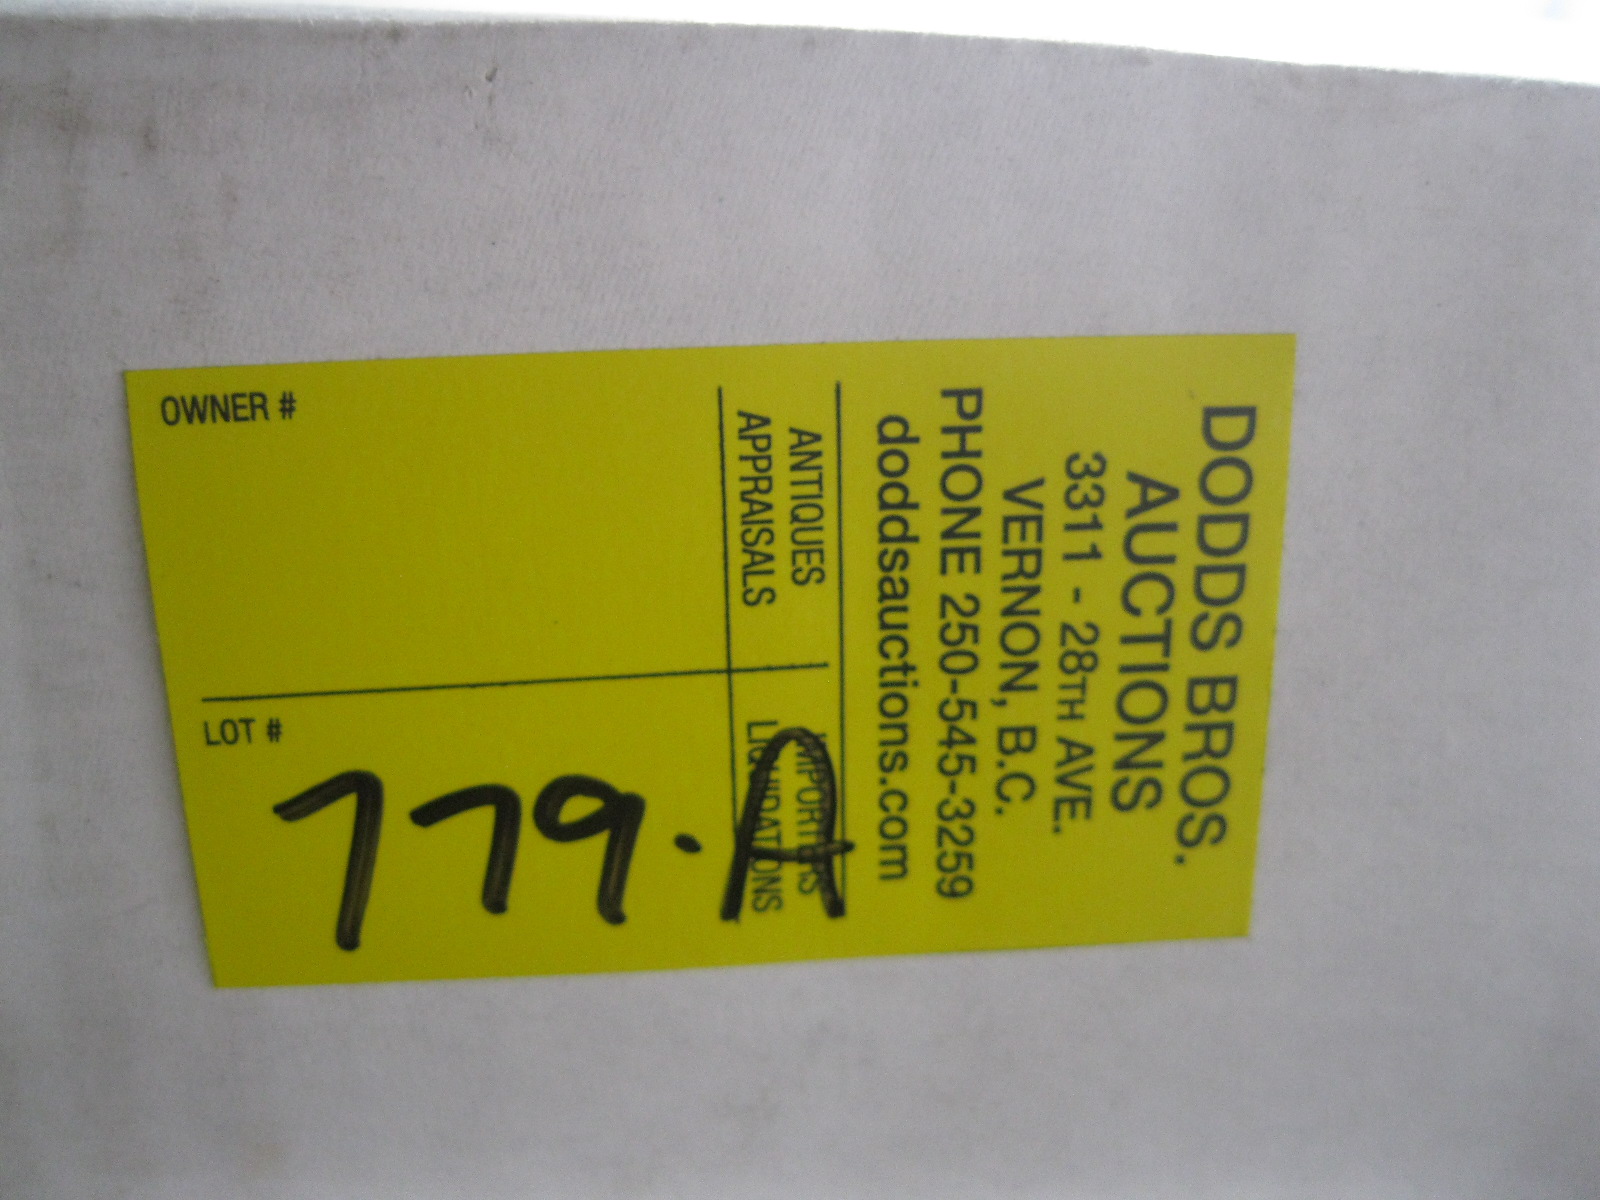 DODDS BROS.
AUCTIONS
3311 - 28TH AVE.
VERNON, B.C.
PHONE 250-545-3259
doddsauctions.com
ANTIQUES
APPRAISALS
IMPORTERS
LIQUIDATIONS
OWNER #
LOT #
779.A